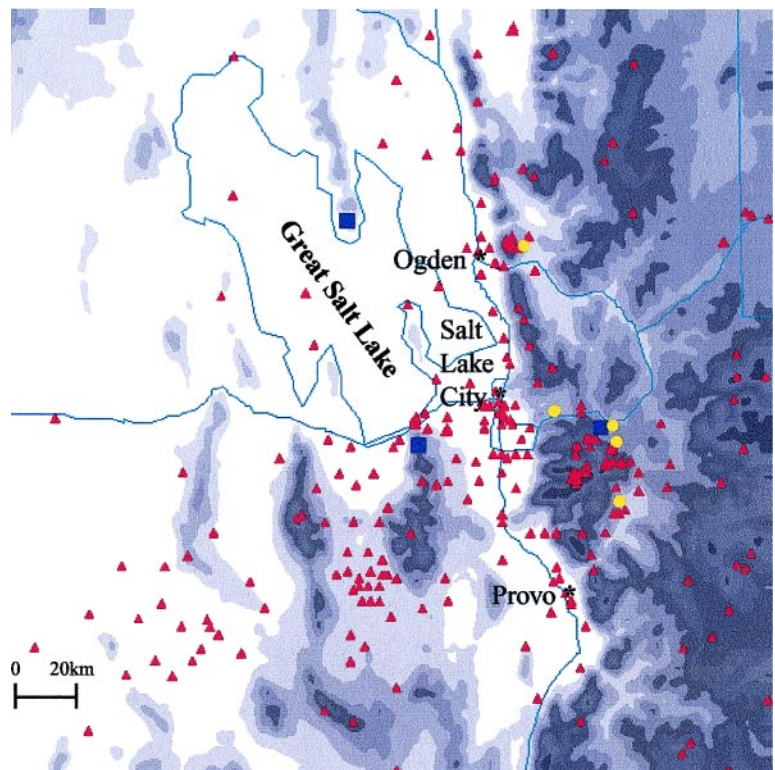 Ogden *
Great Salt Lake
Salt
Lake
City *
Provo *
0 20km